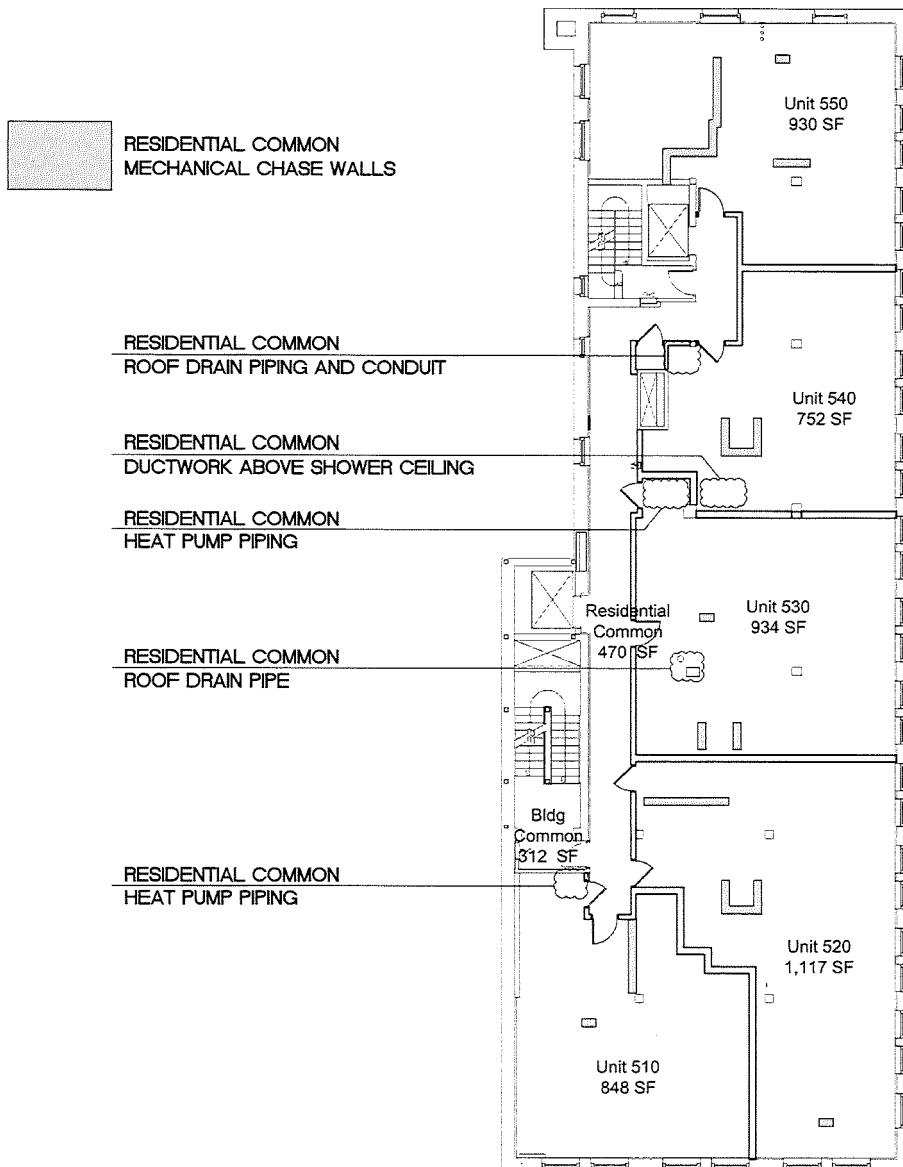 Unit 550
930 SF
RESIDENTIAL COMMON
MECHANICAL CHASE WALLS
RESIDENTIAL COMMON
ROOF DRAIN PIPING AND CONDUIT
Unit 540
752 SF
RESIDENTIAL COMMON
DUCTWORK ABOVE SHOWER CEILING
RESIDENTIAL COMMON
HEAT PUMP PIPING
Residential
Common
470 SF
Unit 530
934 SF
RESIDENTIAL COMMON
ROOF DRAIN PIPE
Bldg
Common
312 SF
RESIDENTIAL COMMON
HEAT PUMP PIPING
Unit 520
1,117 SF
Unit 510
848 SF